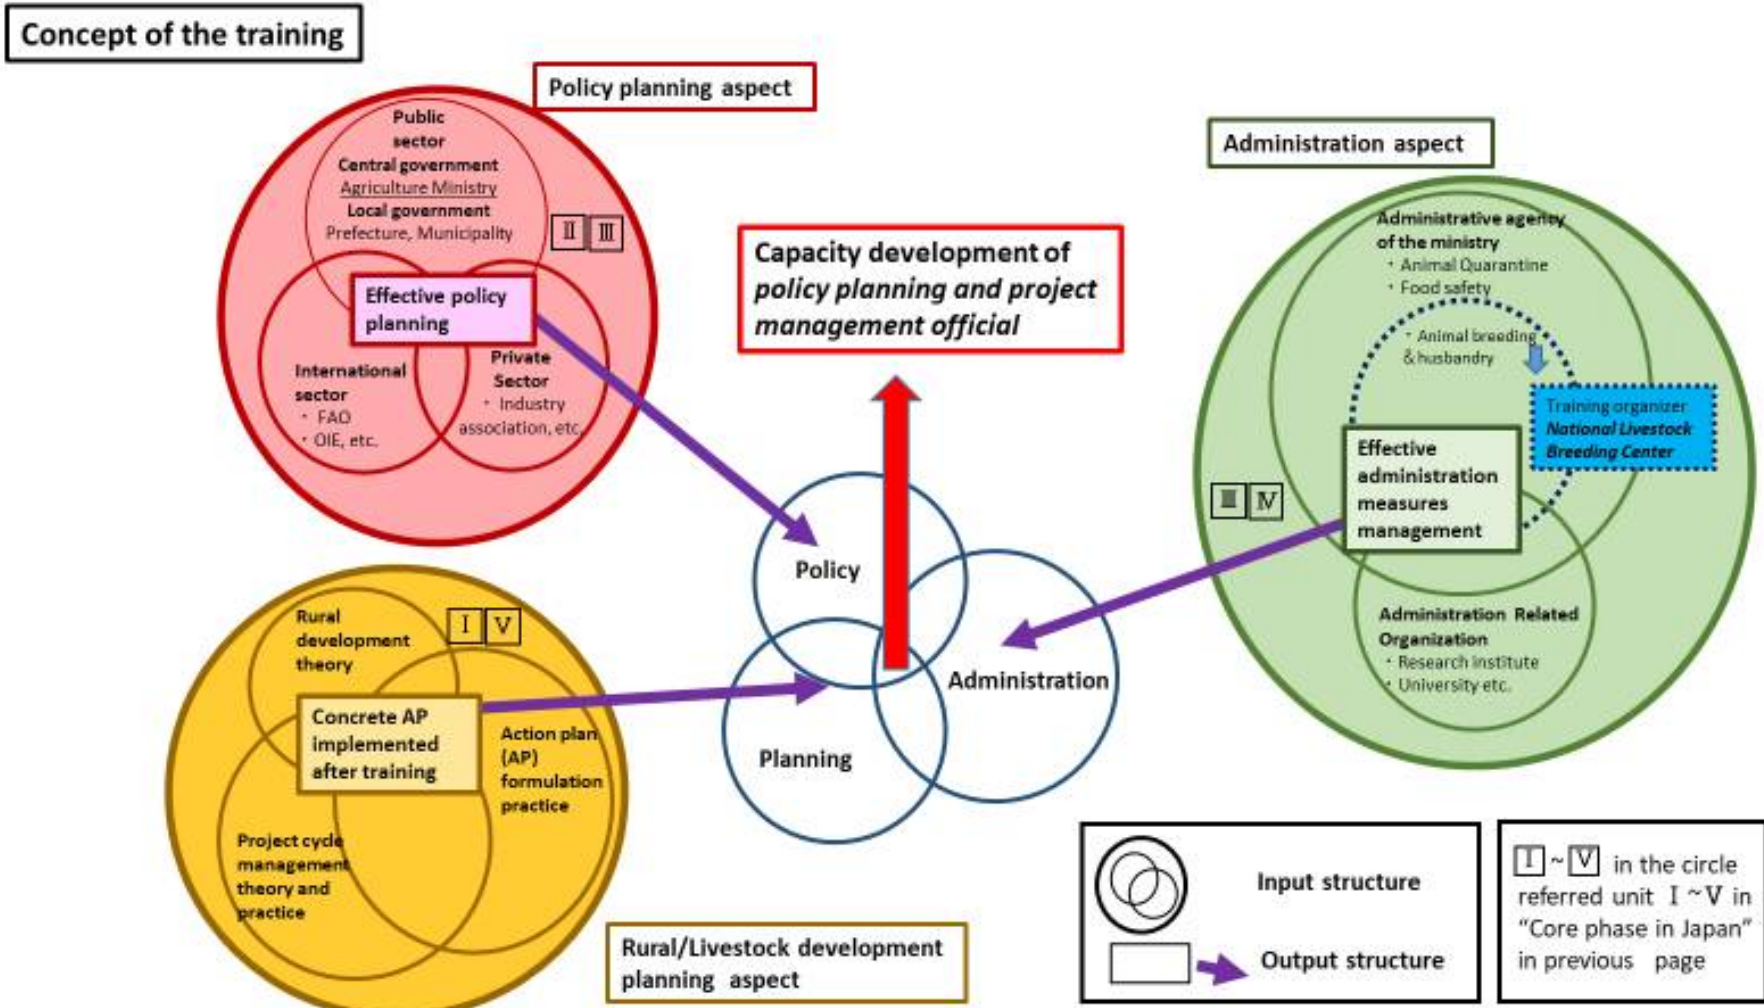 Concept of the training
Policy planning aspect
Public
sector
Central government
Agriculture Ministry
Local government
Prefecture, Municipality
Ⅱ Ⅲ
Effective policy
planning
International
sector
・ FAO
・ OIE, etc.
Private
Sector
・ Industry
association, etc.
Capacity development of
policy planning and project
management official
Administration aspect
Administrative agency
of the ministry
・ Animal Quarantine
・ Food safety
・ Animal breeding
& husbandry
Training organizer
National Livestock
Breeding Center
Effective
administration
measures
management
Ⅲ Ⅳ
Administration Related
Organization
・ Research institute
・ University etc.
Policy
Administration
Planning
Rural
development
theory
Ⅰ Ⅴ
Concrete AP
implemented
after training
Action plan
(AP)
formulation
practice
Project cycle
management
theory and
practice
Rural/Livestock development
planning aspect
Input structure
Output structure
Ⅰ ~ Ⅴ in the circle
referred unit Ⅰ ~ Ⅴ in
“Core phase in Japan”
in previous page